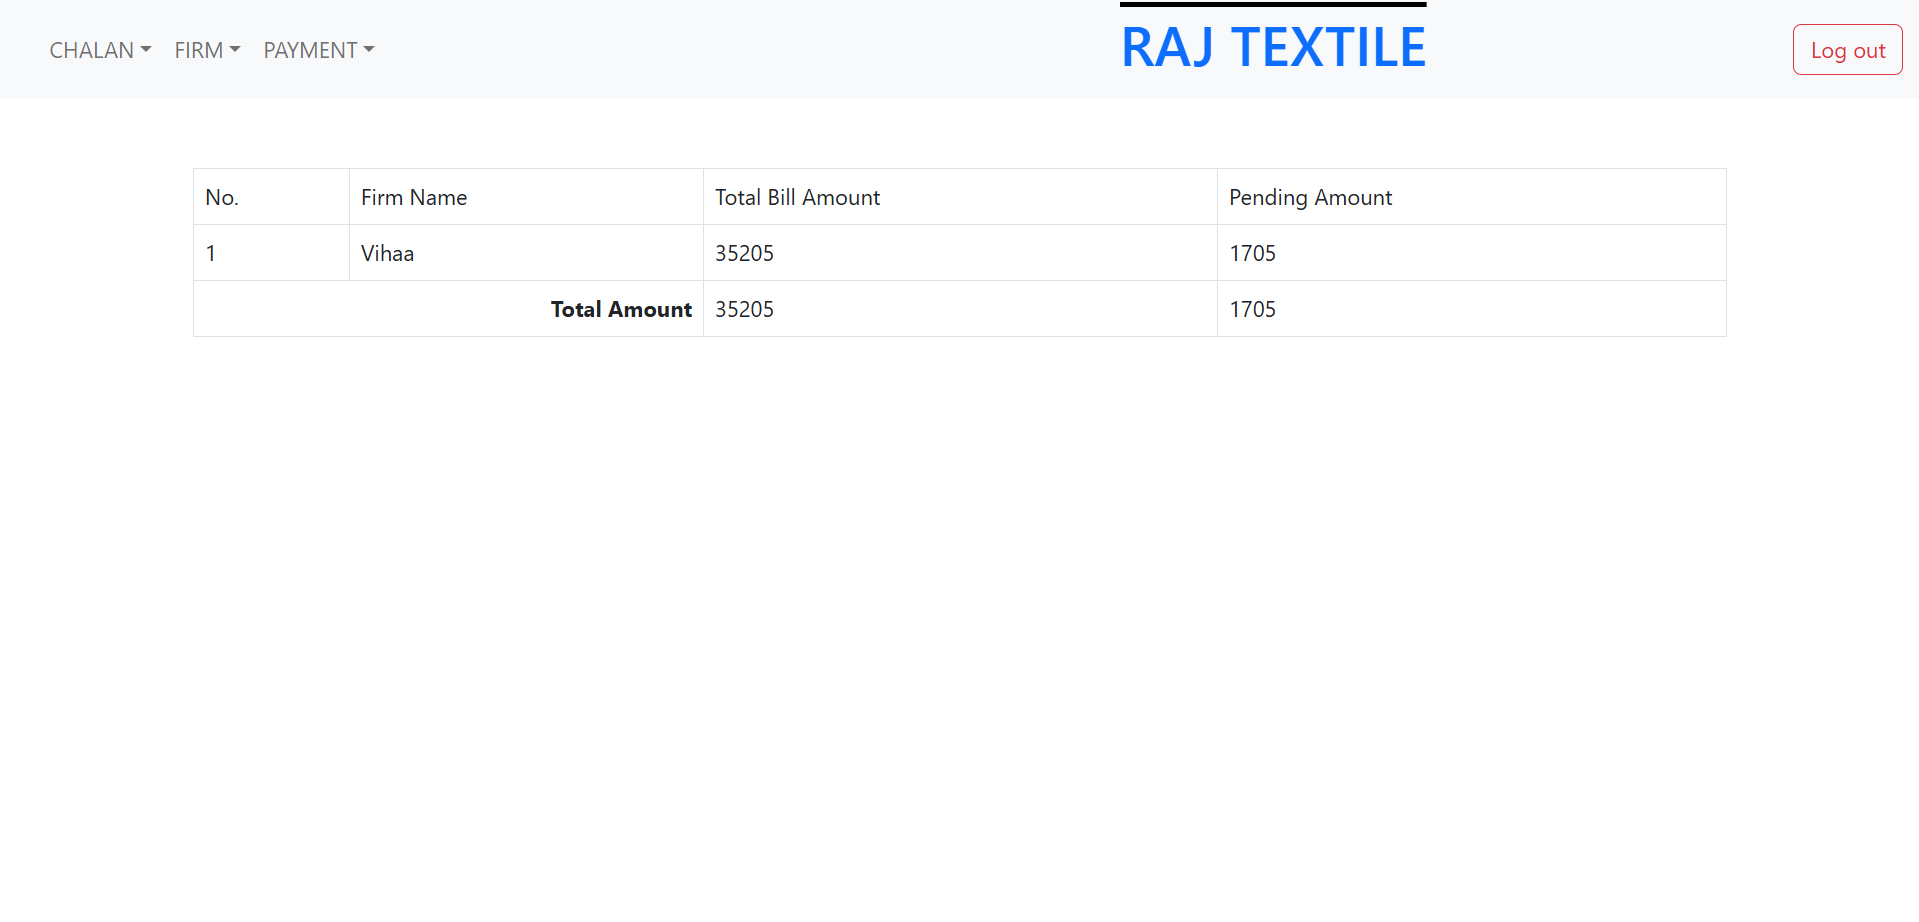 CHALAN FIRM PAYMENT RAJ TEXTILE Log out
No. Firm Name Total Bill Amount Pending Amount
1 Vihaa 35205 1705
Total Amount 35205 1705